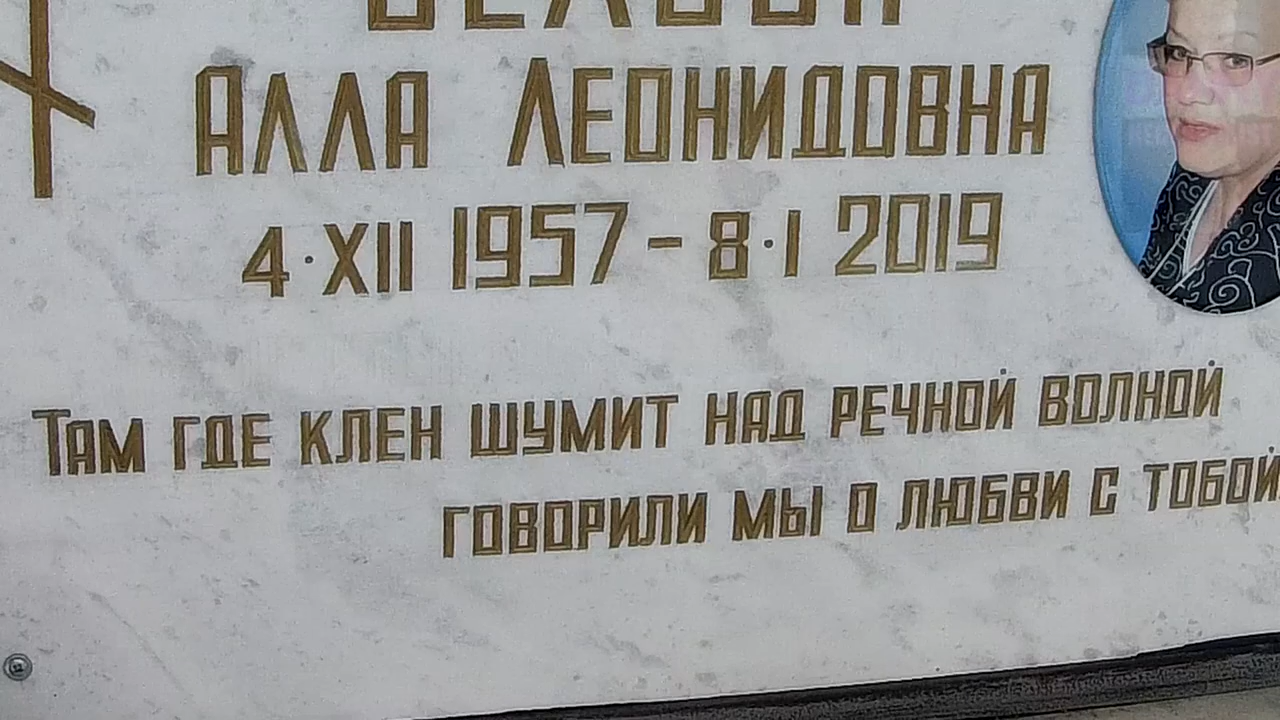 Алла Леонидовна
4·XII 1957 - 8·I 2019
Там где клен шумит над речной волной
говорили мы о любви с тобой